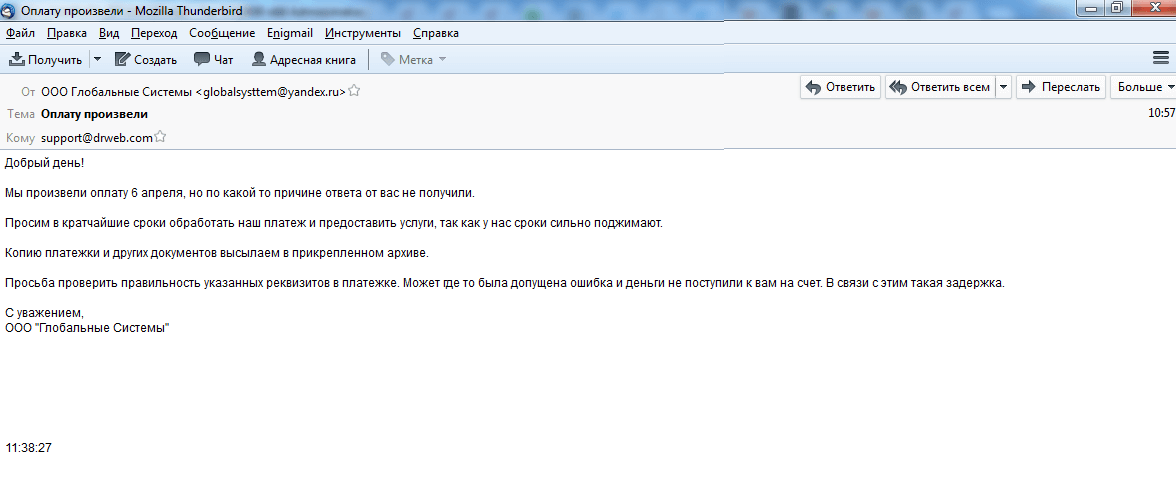 Оплату произвели - Mozilla Thunderbird
Файл Правка Вид Переход Сообщение Enigmail Инструменты Справка
Получить Создать Чат Адресная книга Метка
От ООО Глобальные Системы <globalsysttem@yandex.ru> Ответить Ответить всем Переслать Больше
Тема Оплату произвели 10:57
Кому support@drweb.com
Добрый день!
Мы произвели оплату 6 апреля, но по какой то причине ответа от вас не получили.
Просим в кратчайшие сроки обработать наш платеж и предоставить услуги, так как у нас сроки сильно поджимают.
Копию платежки и других документов высылаем в прикрепленном архиве.
Просьба проверить правильность указанных реквизитов в платежке. Может где то была допущена ошибка и деньги не поступили к вам на счет. В связи с этим такая задержка.
С уважением,
ООО "Глобальные Системы"
11:38:27